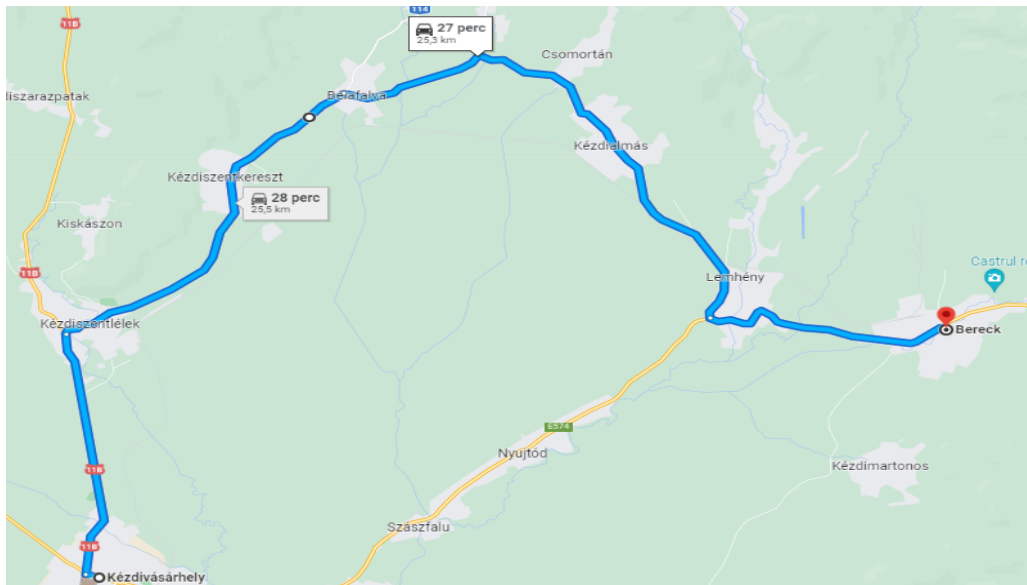 114
11B
27 perc
25,3 km
Csomortán
diszarazpatak
Bélafalva
Kézdialmás
Kézdiszentkereszt
28 perc
25,5 km
Kiskászon
Castrul r
11B
Lemhény
Kézdiszentlélek
Bereck
E574
Nyujtód
Kézdimartonos
11B
Szászfalu
11B
Kézdivásárhely